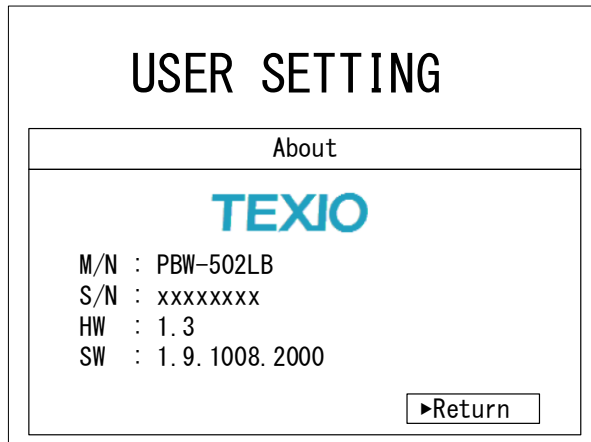 USER SETTING
About
TEXIO
M/N : PBW-502LB
S/N : xxxxxxxx
HW : 1.3
SW : 1.9.1008.2000
►Return